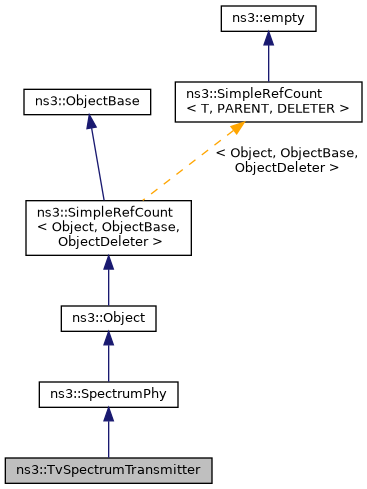 ns3::empty
ns3::SimpleRefCount
< T, PARENT, DELETER >
ns3::ObjectBase
< Object, ObjectBase,
ObjectDeleter >
ns3::SimpleRefCount
< Object, ObjectBase,
ObjectDeleter >
ns3::Object
ns3::SpectrumPhy
ns3::TvSpectrumTransmitter